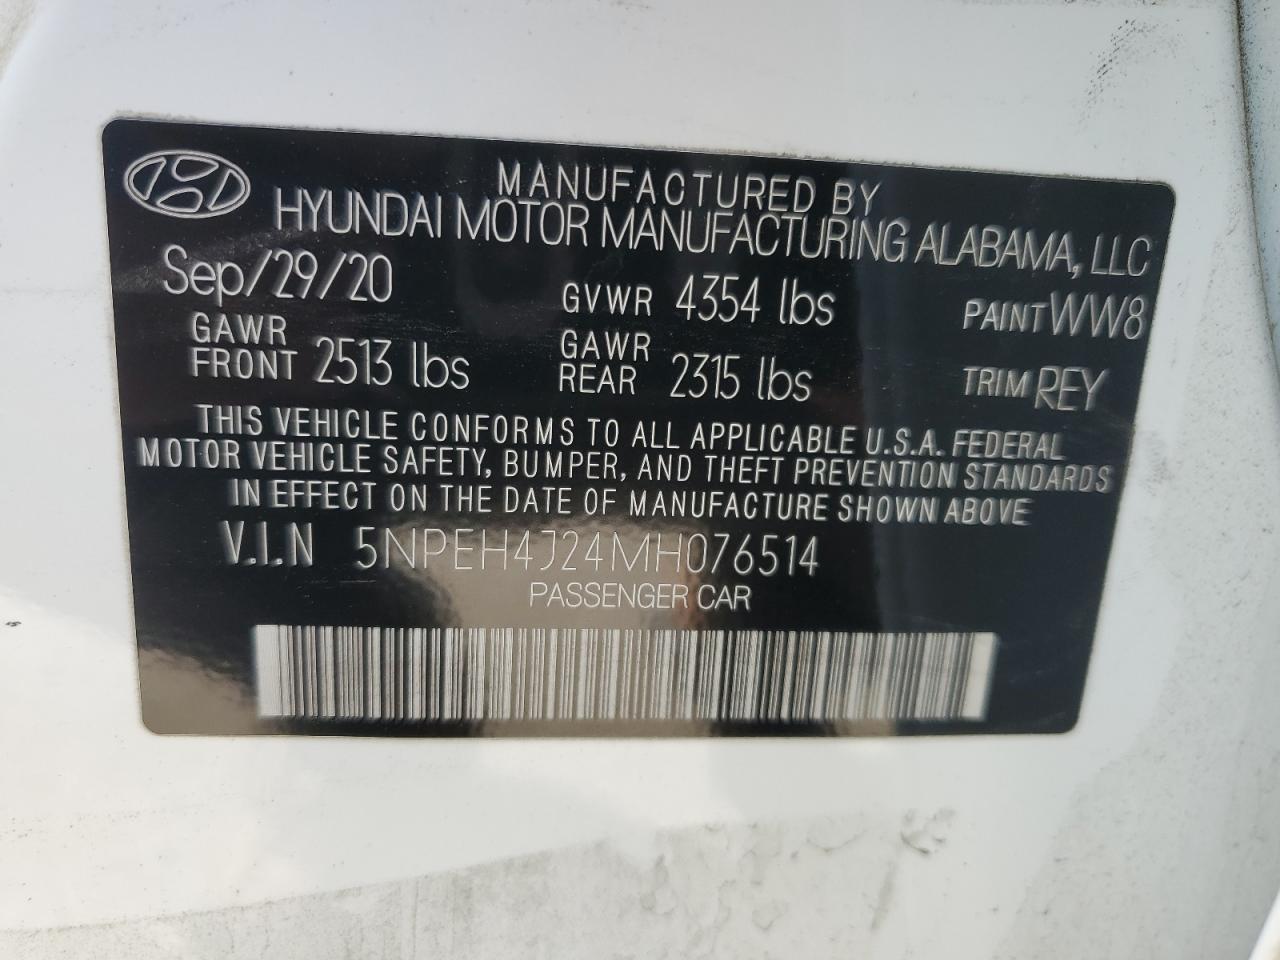 MANUFACTURED BY
HYUNDAI MOTOR MANUFACTURING ALABAMA, LLC
Sep/29/20 GVWR 4354 lbs PAINT WW8
GAWR FRONT 2513 lbs GAWR REAR 2315 lbs TRIM REY
THIS VEHICLE CONFORMS TO ALL APPLICABLE U.S.A. FEDERAL
MOTOR VEHICLE SAFETY, BUMPER, AND THEFT PREVENTION STANDARDS
IN EFFECT ON THE DATE OF MANUFACTURE SHOWN ABOVE
V.I.N 5NPEH4J24MH076514
PASSENGER CAR